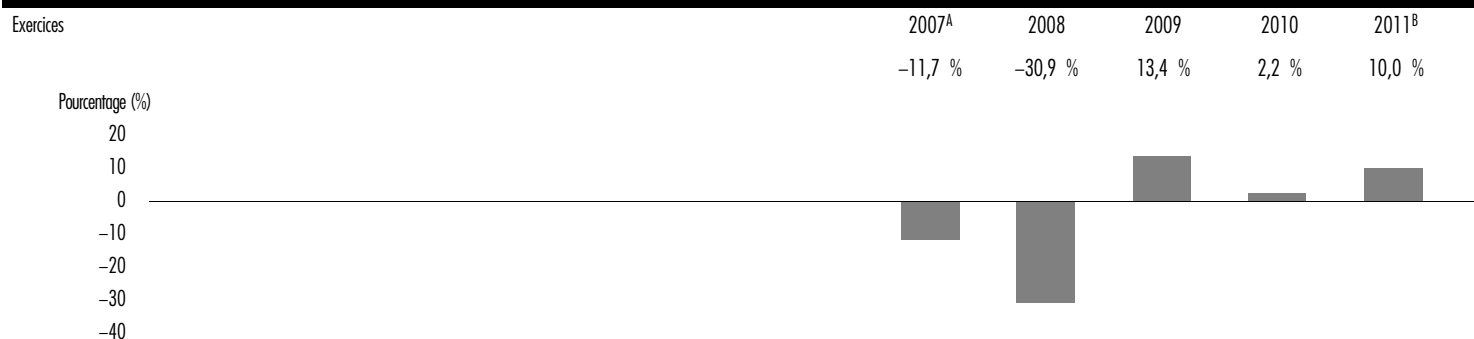 Exercices 2007ᴬ 2008 2009 2010 2011ᴮ
–11,7 % –30,9 % 13,4 % 2,2 % 10,0 %
Pourcentage (%)
20
10
0
–10
–20
–30
–40